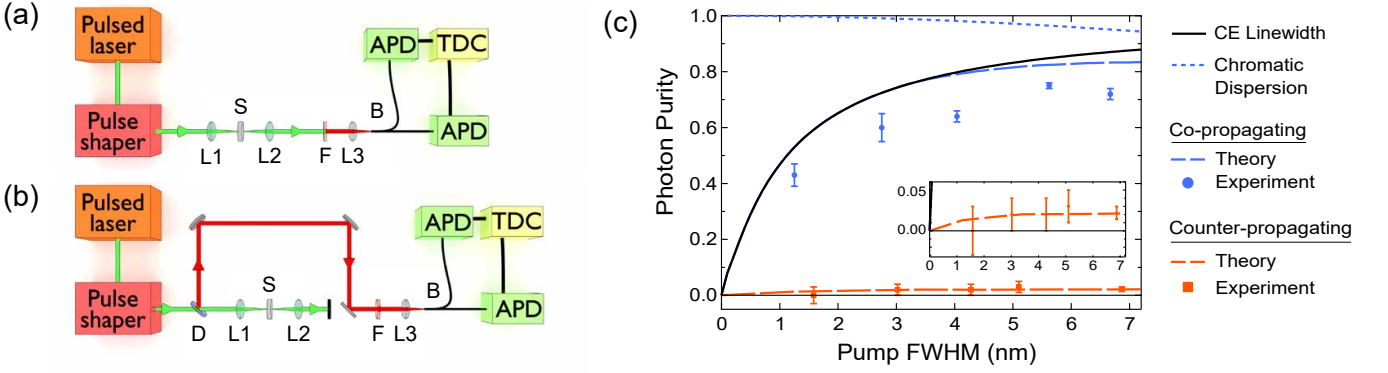 (a)
Pulsed
laser
Pulse
shaper
L1
S
L2
F
L3
B
APD
TDC
APD
(b)
Pulsed
laser
Pulse
shaper
D
L1
S
L2
F
L3
B
APD
TDC
APD
(c)
Photon Purity
1.0
0.8
0.6
0.4
0.2
0.0
0 1 2 3 4 5 6 7
Pump FWHM (nm)
0.05
0.00
0 1 2 3 4 5 6 7
CE Linewidth
Chromatic
Dispersion
Co-propagating
Theory
Experiment
Counter-propagating
Theory
Experiment